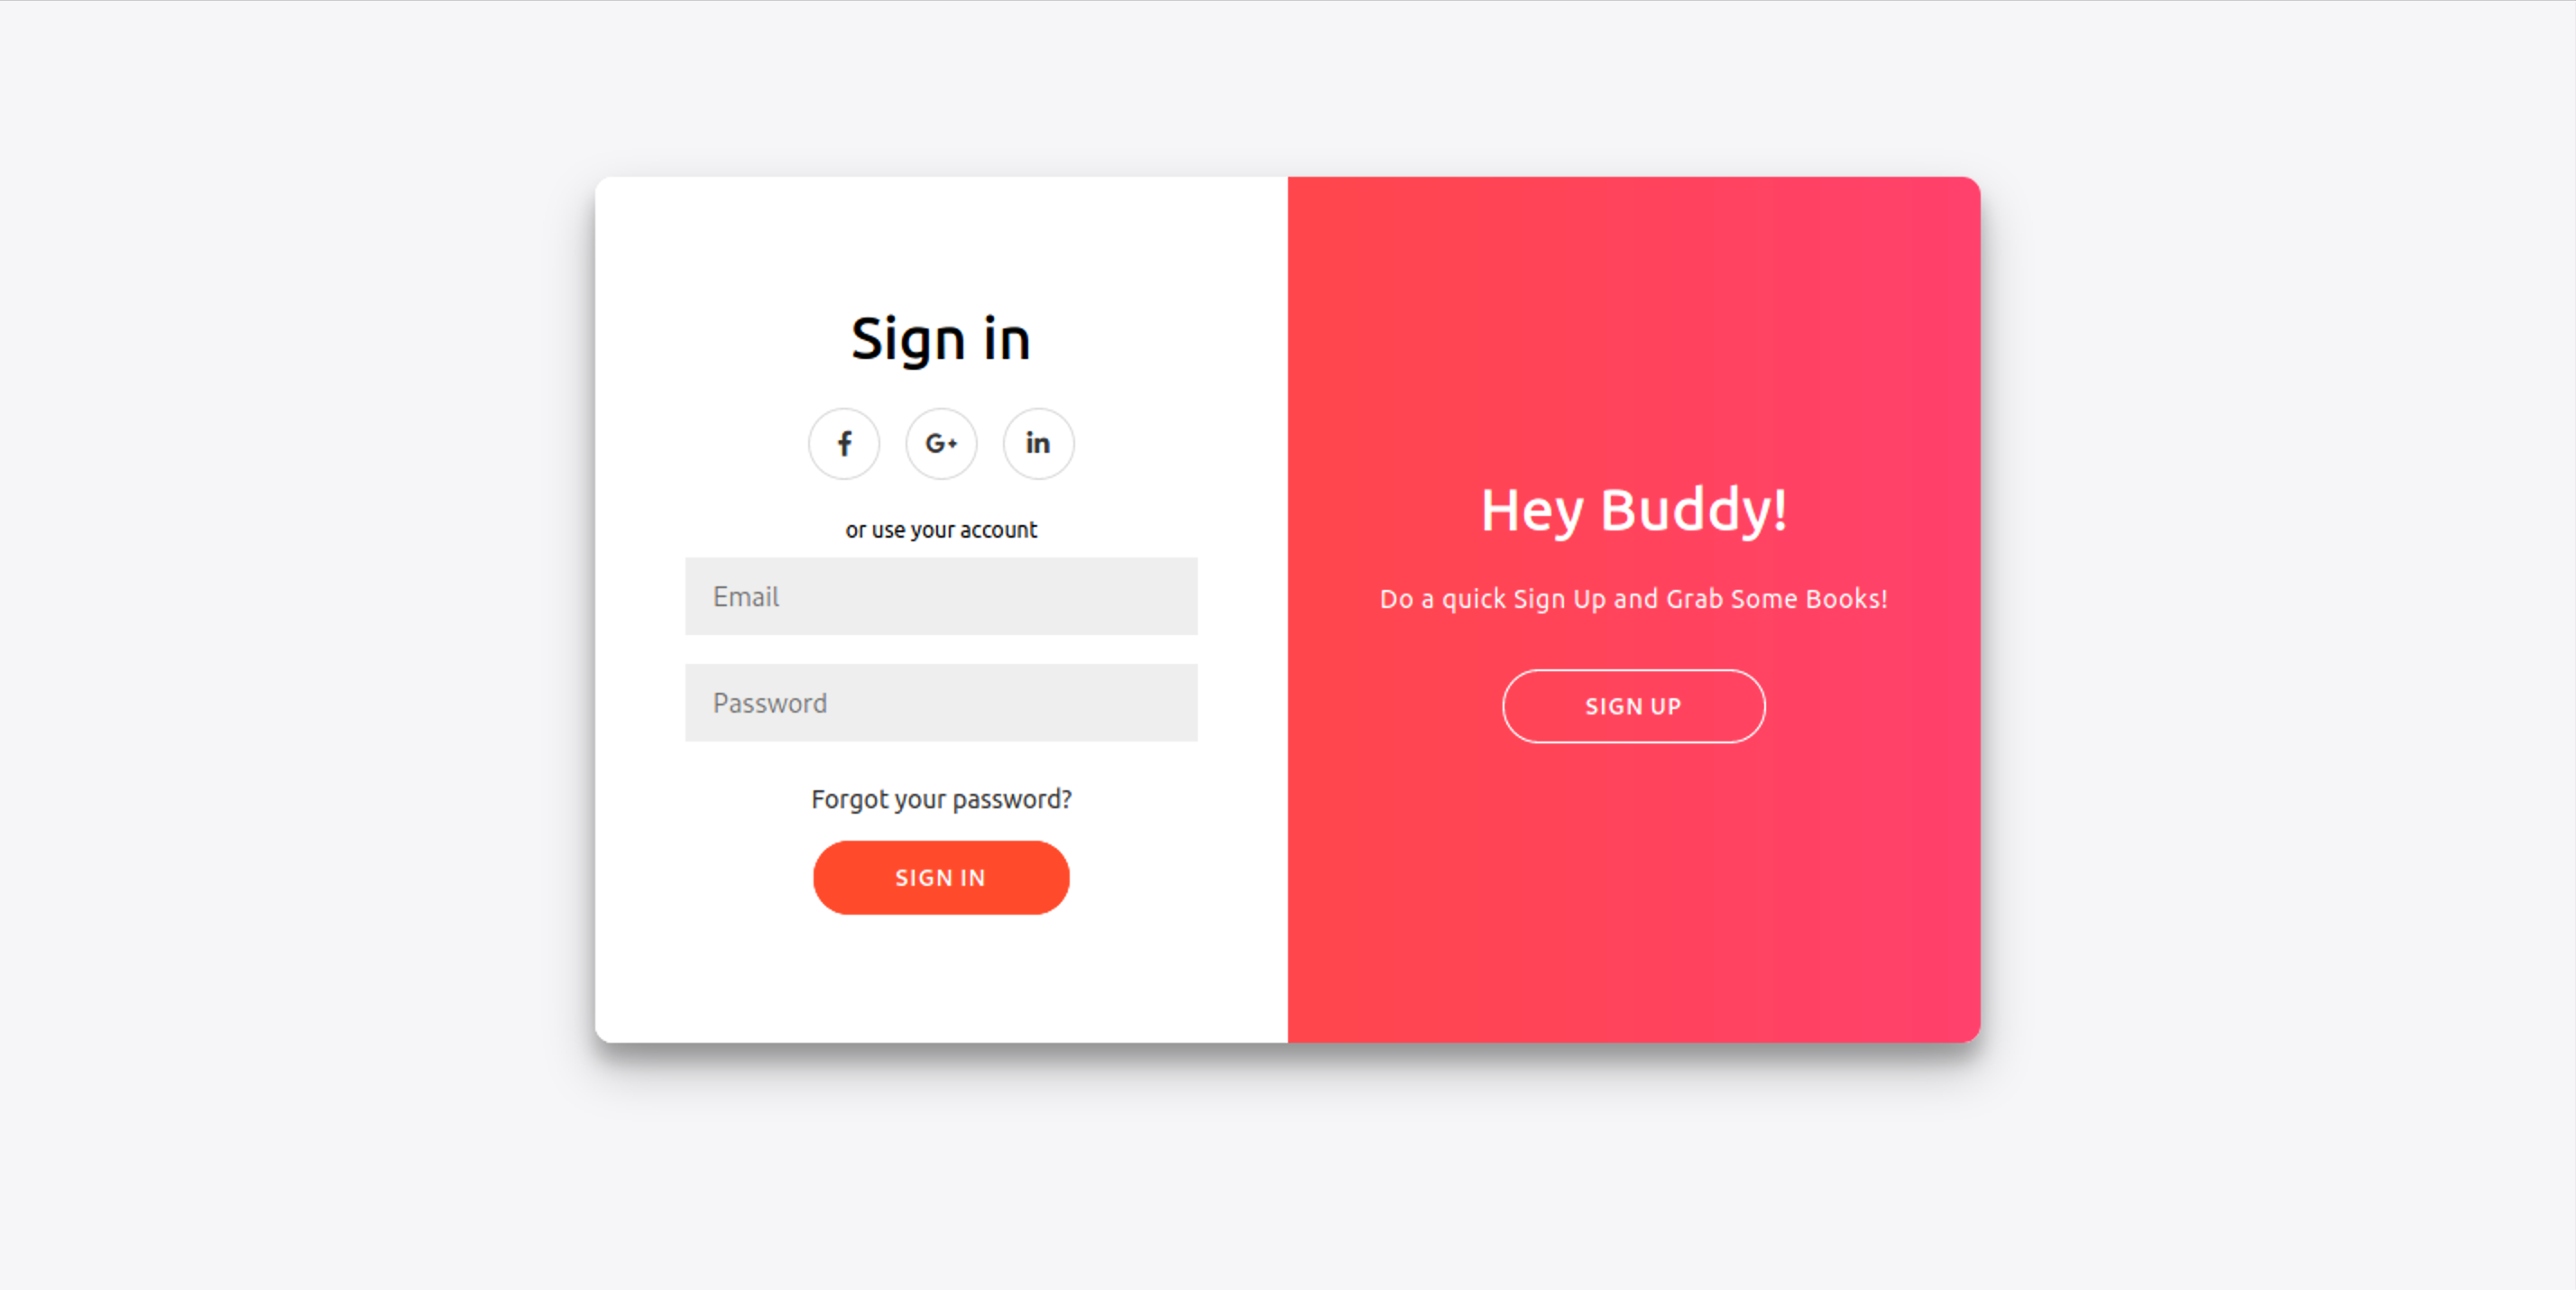 Sign in
f G+ in
or use your account
Email
Password
Forgot your password?
SIGN IN
Hey Buddy!
Do a quick Sign Up and Grab Some Books!
SIGN UP